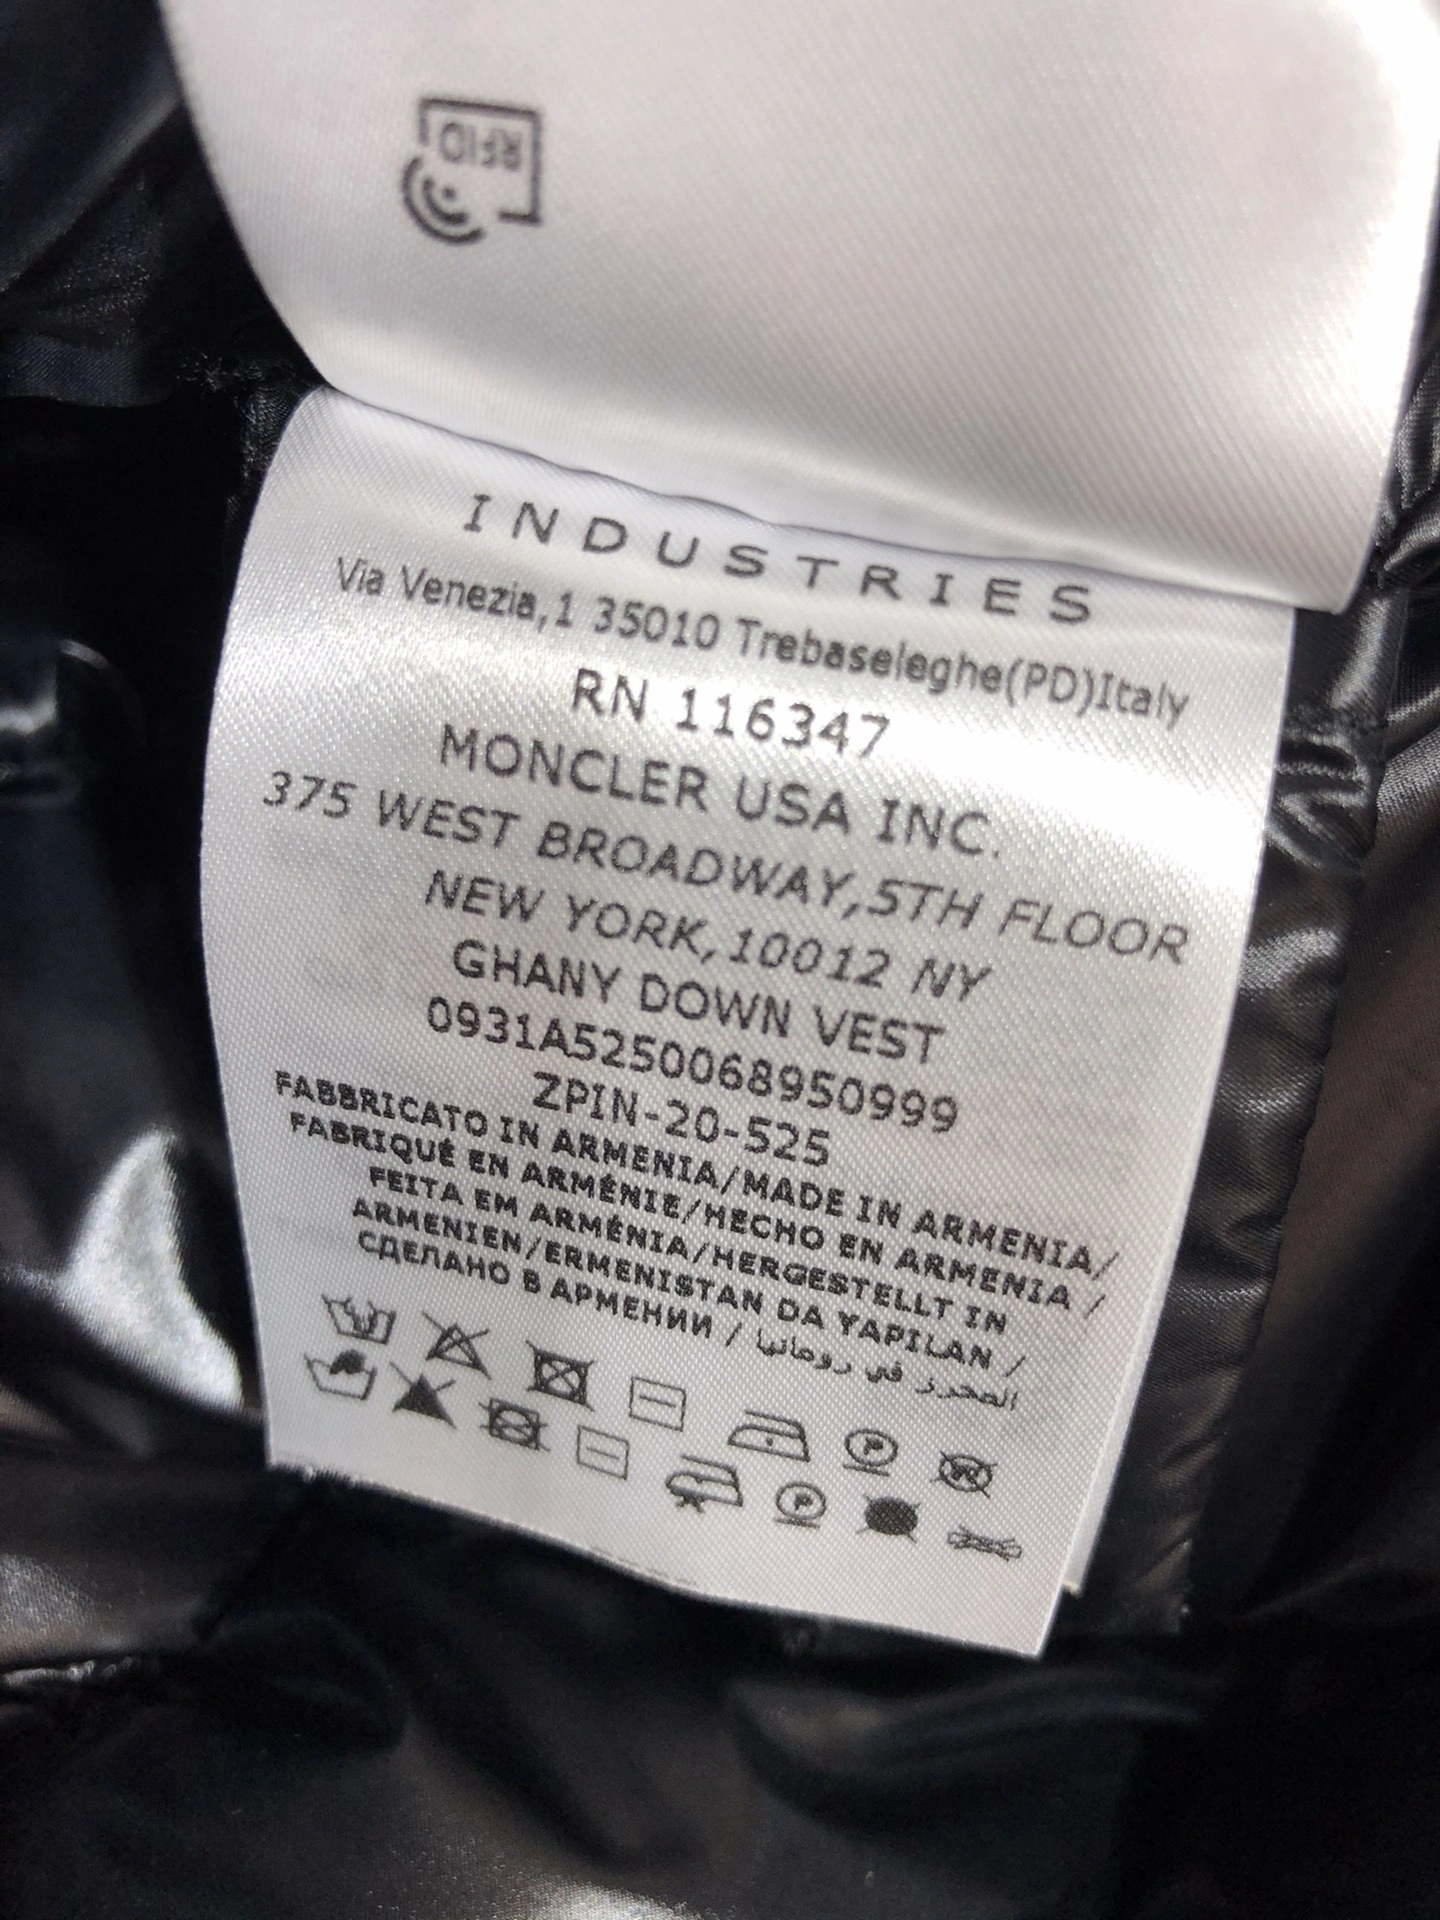 RFID
INDUSTRIES
Via Venezia,1 35010 Trebaseleghe(PD)Italy
RN 116347
MONCLER USA INC.
375 WEST BROADWAY,5TH FLOOR
NEW YORK,10012 NY
GHANY DOWN VEST
0931A5250068950999
ZPIN-20-525
FABBRICATO IN ARMENIA/MADE IN ARMENIA/
FABRIQUÉ EN ARMÉNIE/HECHO EN ARMENIA /
FEITA EM ARMÉNIA/HERGESTELLT IN
ARMENIEN/ERMENISTAN DA YAPILAN /
СДЕЛАНО В АРМЕНИИ / المحرز في رومانيا
P W
P